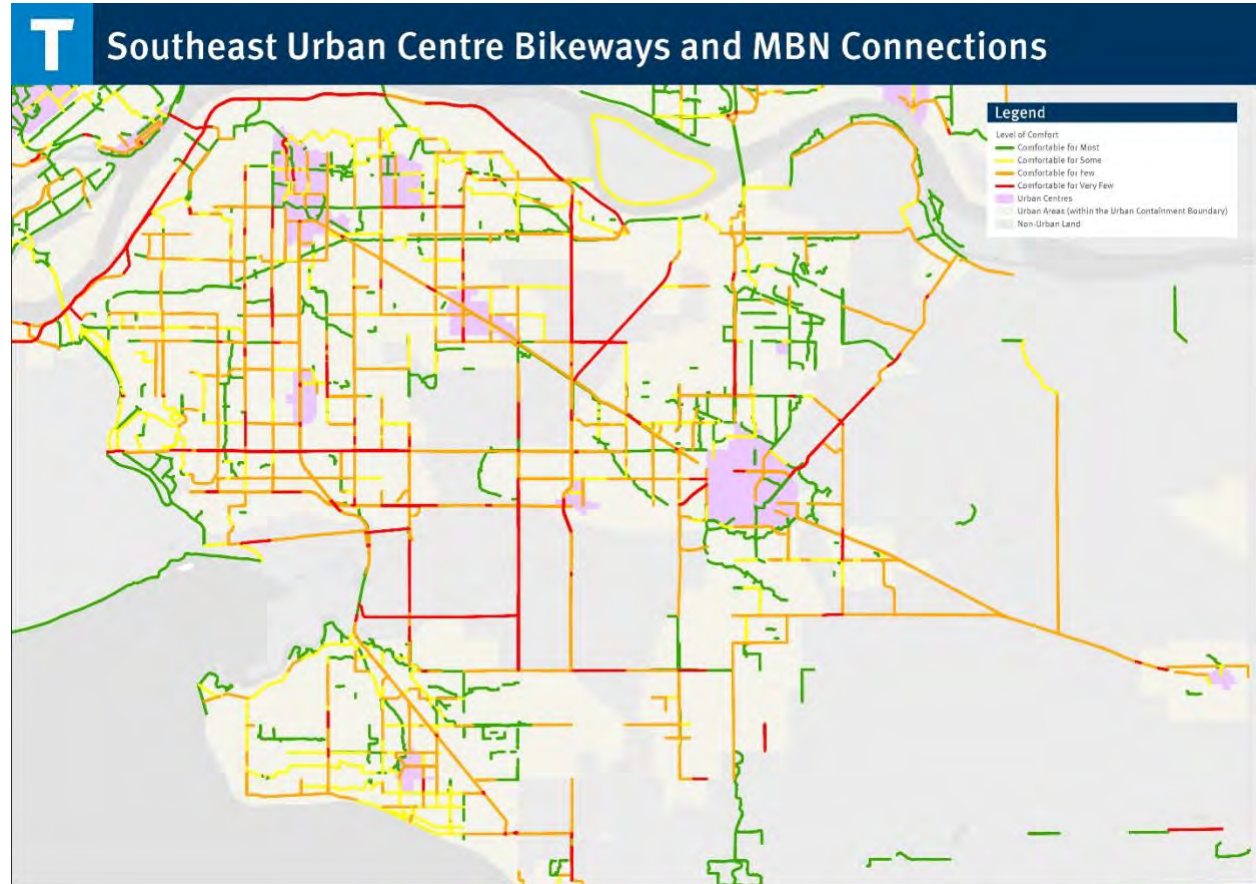 T
Southeast Urban Centre Bikeways and MBN Connections
Legend
Level of Comfort
Comfortable for Most
Comfortable for Some
Comfortable for Few
Comfortable for Very Few
Urban Centres
Urban Areas (within the Urban Containment Boundary)
Non-Urban Land